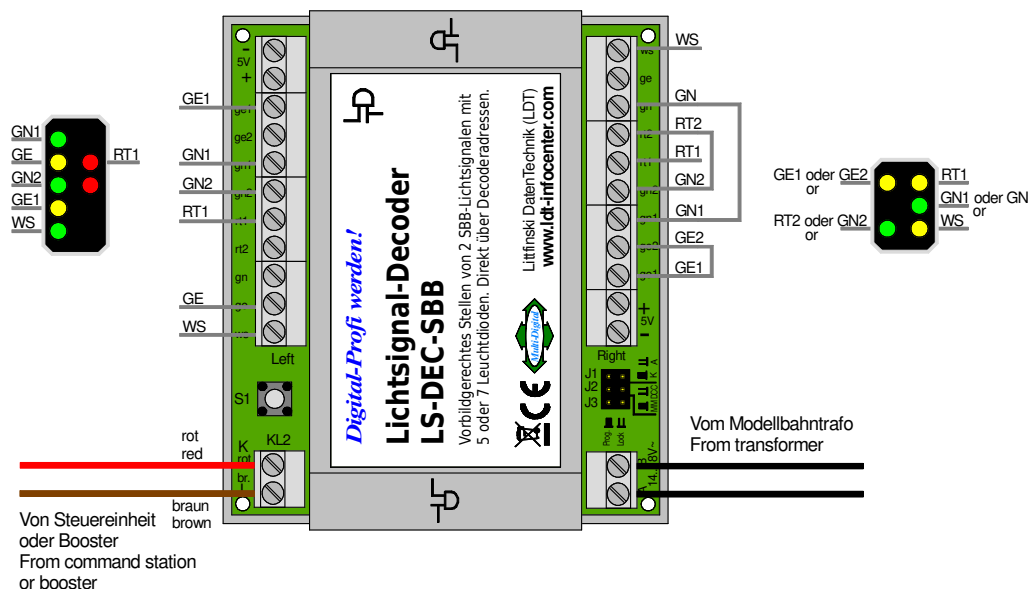 GN1
GE
GN2
GE1
WS
RT1
GE1
GN1
GN2
RT1
GE
WS
-
5V
+
ge1
ge2
gn1
gn2
rt1
rt2
gn
Left
S1
KL2
K
rot
br.
rot
red
braun
brown
Von Steuereinheit
oder Booster
From command station
or booster
Digital-Profi werden!
Lichtsignal-Decoder
LS-DEC-SBB
Vorbildgerechtes Stellen von 2 SBB-Lichtsignalen mit
5 oder 7 Leuchtdioden. Direkt über Decoderadressen.
Littfinski DatenTechnik (LDT)
www.ldt-infocenter.com
Multi-Digital
CE
ws
ge
gn
+
5V
-
Right
J1
J2
J3
A
K
MM DCC
Prog.
Lock
14...18V~
WS
GN
RT2
RT1
GN2
GN1
GE2
GE1
Vom Modellbahntrafo
From transformer
GE1 oder GE2
or
RT2 oder GN2
or
RT1
GN1 oder GN
or
WS